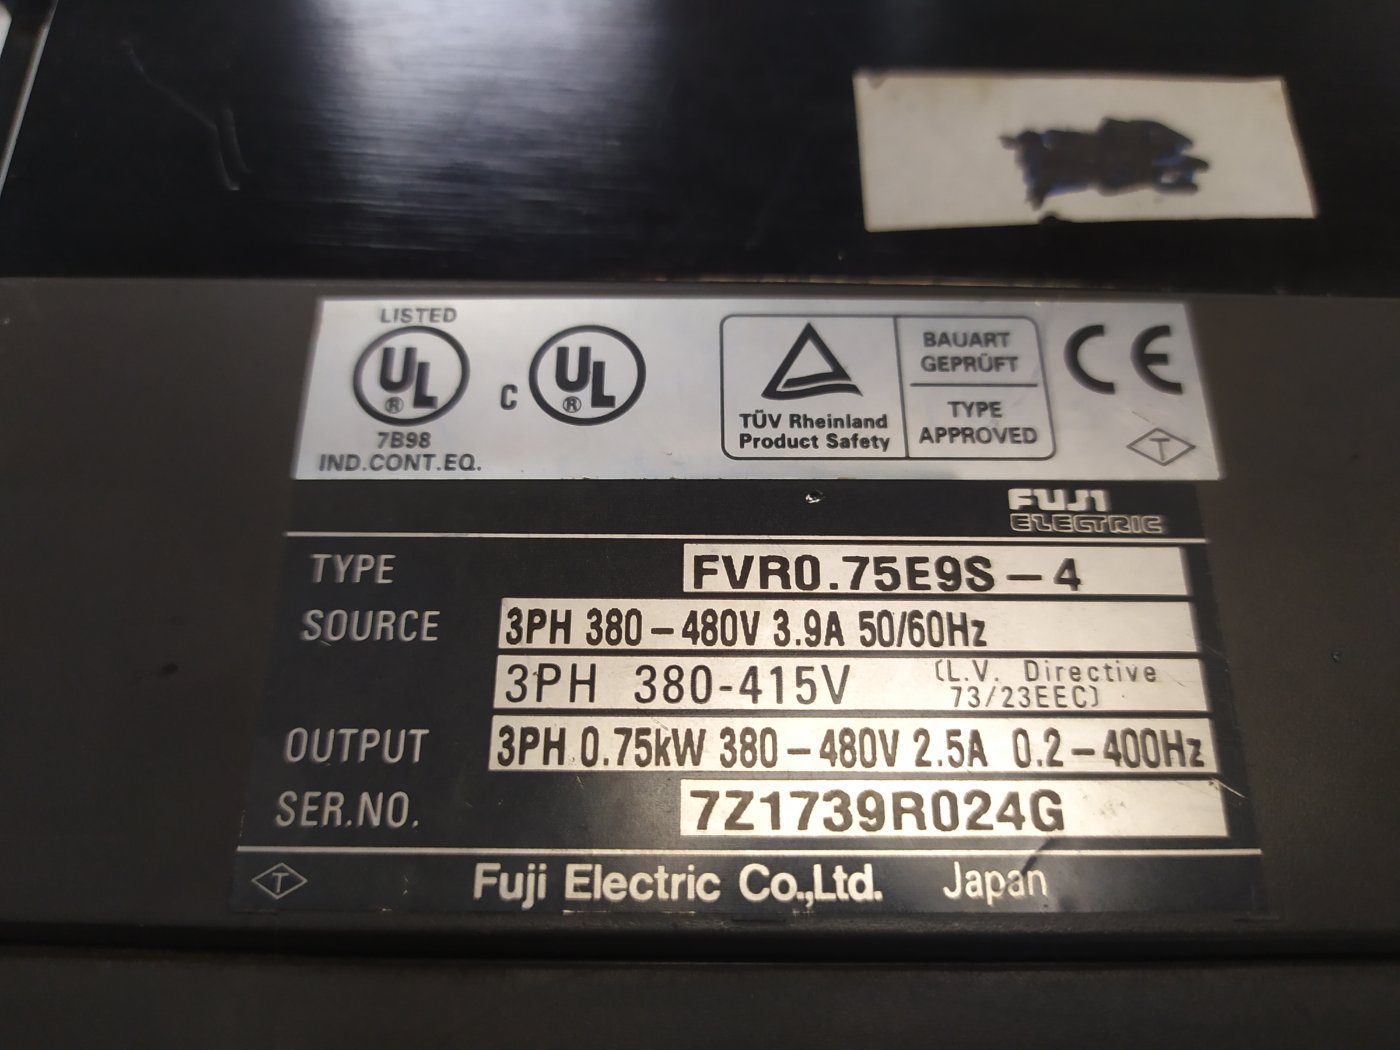 LISTED
UL ®
7B98
IND.CONT.EQ.
C UL ®
TÜV Rheinland
Product Safety
BAUART
GEPRÜFT
TYPE
APPROVED
CE
T
FUJI
ELECTRIC
TYPE FVR0.75E9S-4
SOURCE 3PH 380-480V 3.9A 50/60Hz
3PH 380-415V (L.V. Directive
73/23EEC)
OUTPUT 3PH 0.75kW 380-480V 2.5A 0.2-400Hz
SER.NO. 7Z1739R024G
T Fuji Electric Co.,Ltd. Japan